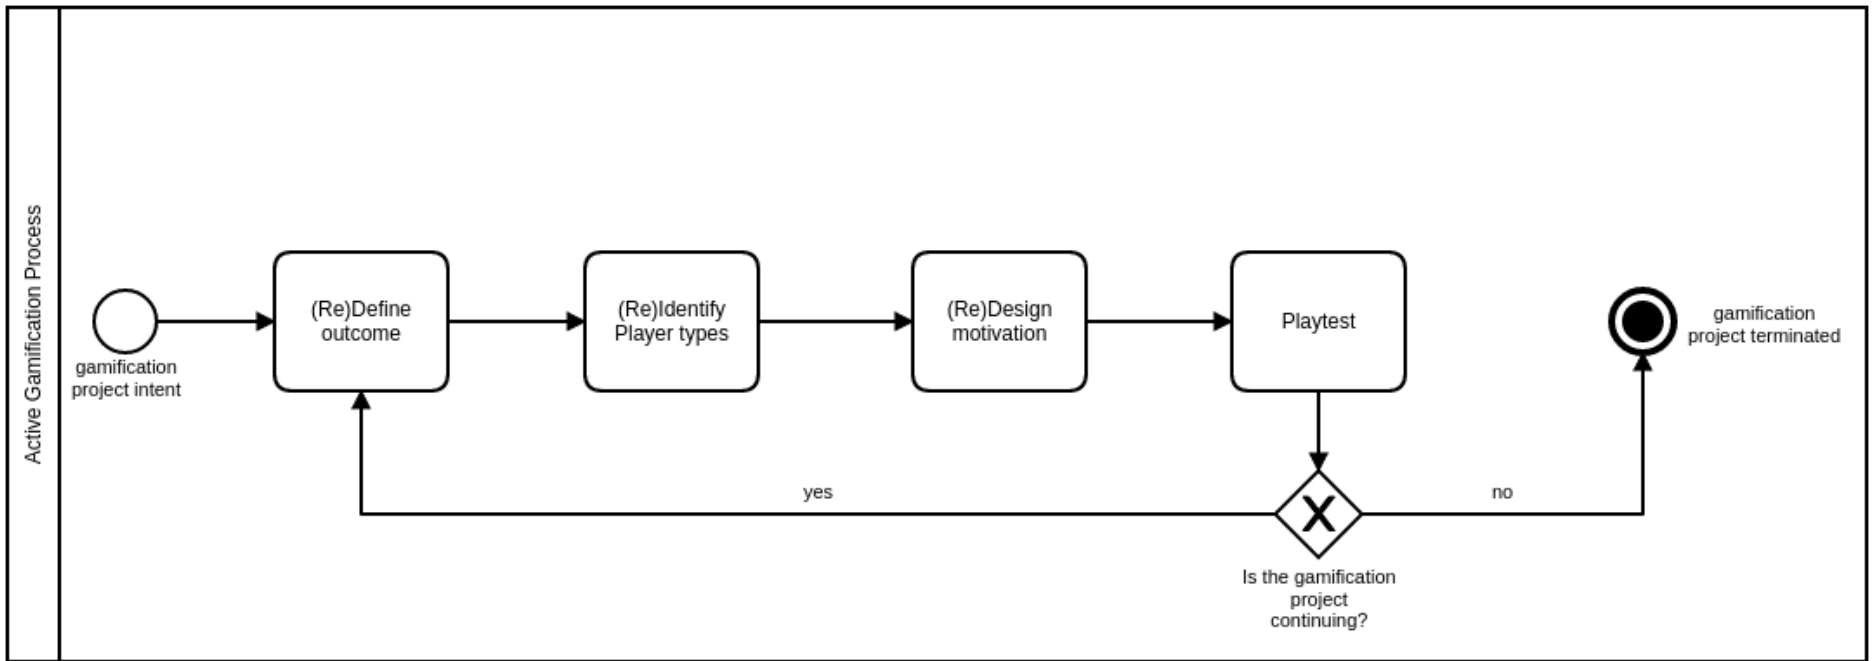 Active Gamification Process
gamification
project intent
(Re)Define
outcome
(Re)Identify
Player types
(Re)Design
motivation
Playtest
gamification
project terminated
yes
no
X
Is the gamification
project
continuing?